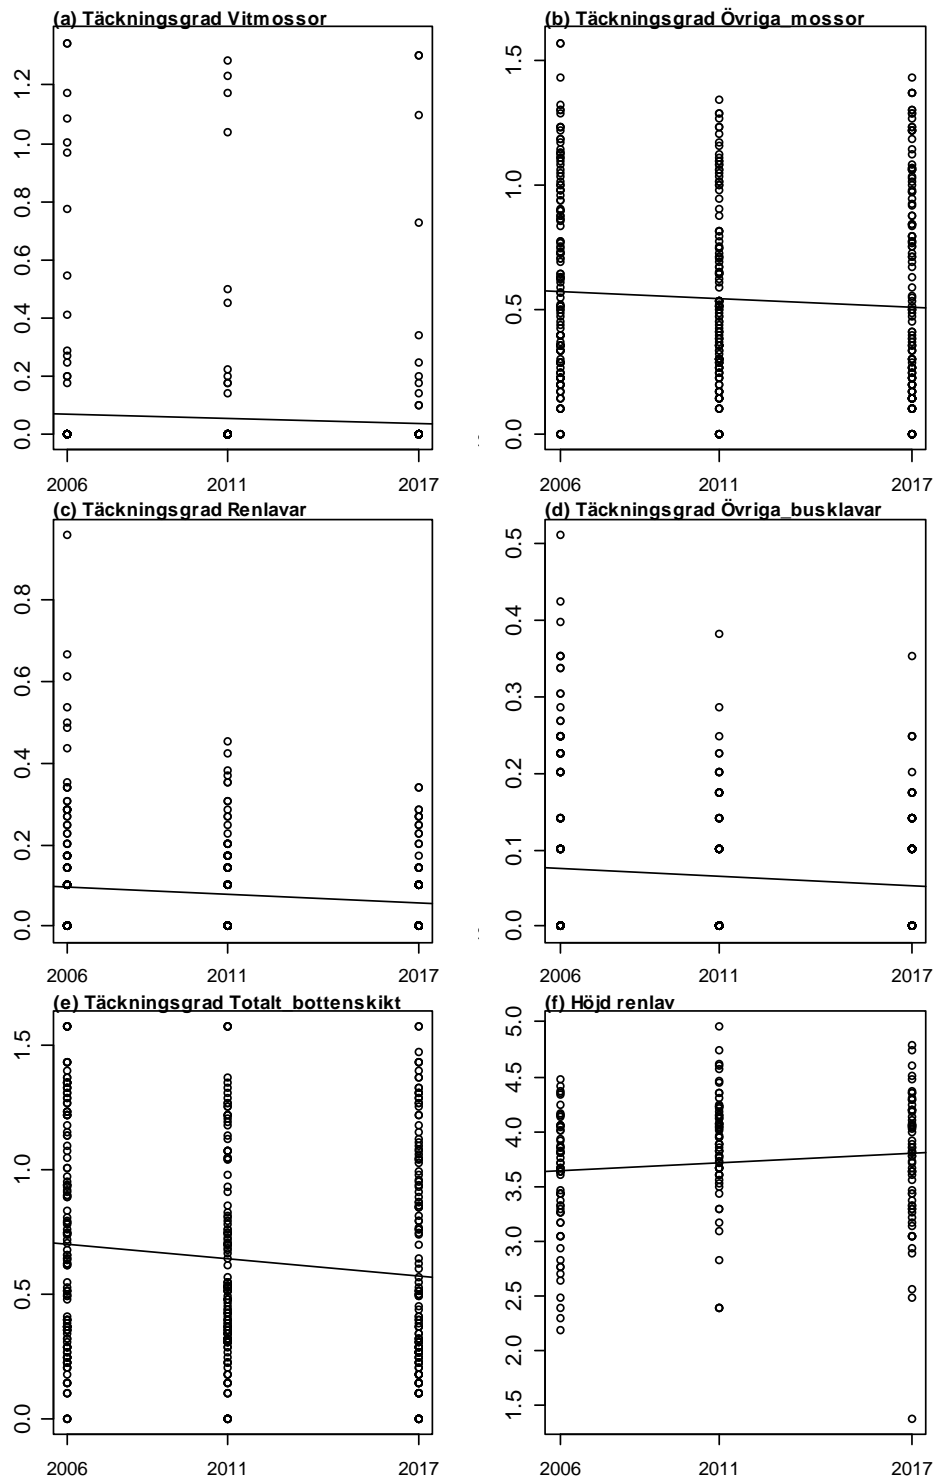 (a) Täckningsgrad Vitmossor
0.0 0.2 0.4 0.6 0.8 1.0 1.2
2006 2011 2017
(b) Täckningsgrad Övriga_mossor
0.0 0.5 1.0 1.5
2006 2011 2017
(c) Täckningsgrad Renlavar
0.0 0.2 0.4 0.6 0.8
2006 2011 2017
(d) Täckningsgrad Övriga_busklavar
0.0 0.1 0.2 0.3 0.4 0.5
2006 2011 2017
(e) Täckningsgrad Totalt_bottenskikt
0.0 0.5 1.0 1.5
2006 2011 2017
(f) Höjd renlav
1.5 2.0 2.5 3.0 3.5 4.0 4.5 5.0
2006 2011 2017